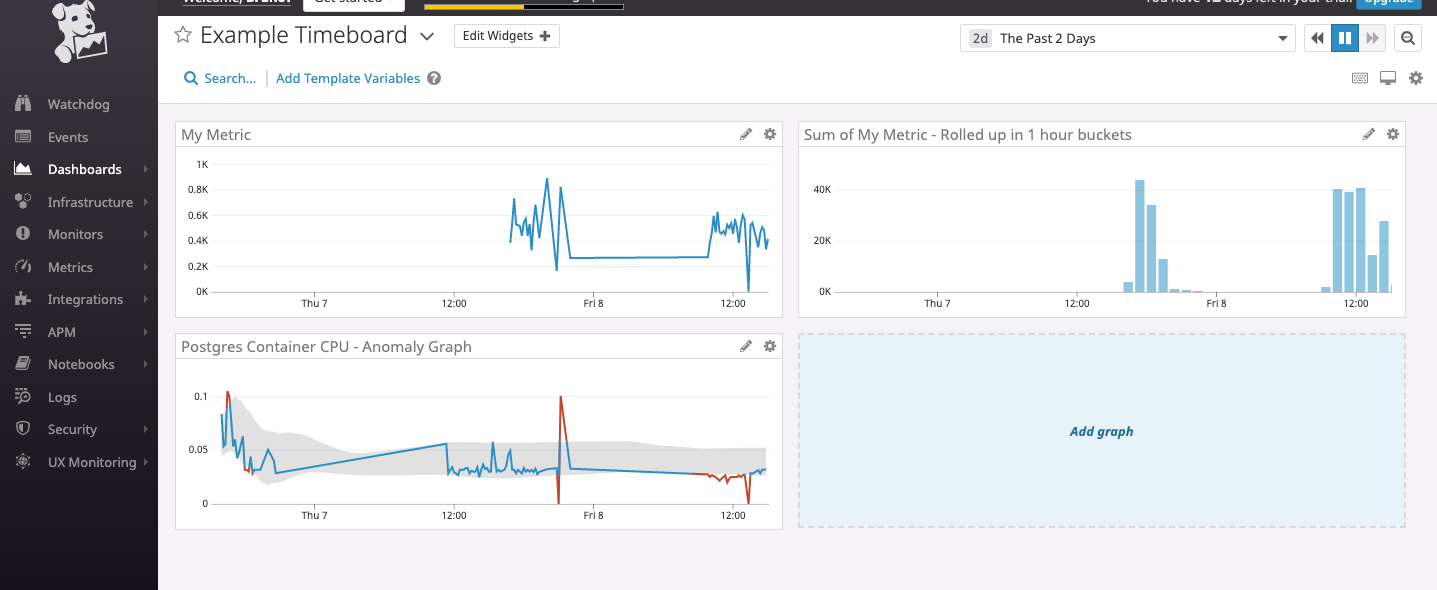 Welcome, Bruno!
Get started
You have 12 days left in your trial.
Upgrade
Example Timeboard
Edit Widgets
2d The Past 2 Days
Search...
Add Template Variables
Watchdog
Events
Dashboards
Infrastructure
Monitors
Metrics
Integrations
APM
Notebooks
Logs
Security
UX Monitoring
My Metric
1K
0.8K
0.6K
0.4K
0.2K
0K
Thu 7 12:00 Fri 8 12:00
Sum of My Metric - Rolled up in 1 hour buckets
40K
20K
0K
Thu 7 12:00 Fri 8 12:00
Postgres Container CPU - Anomaly Graph
0.1
0.05
0
Thu 7 12:00 Fri 8 12:00
Add graph